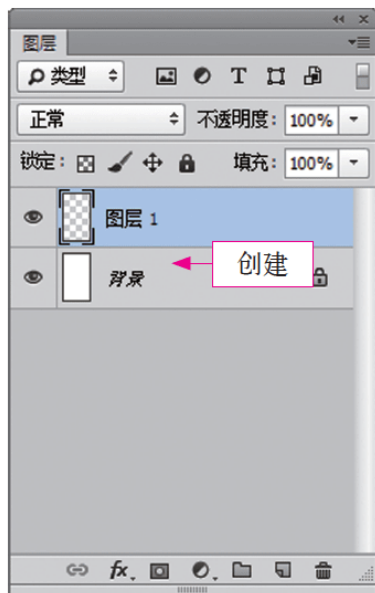 图层
类型 T
正常 不透明度: 100%
锁定: 填充: 100%
图层 1
创建
背景
fx.